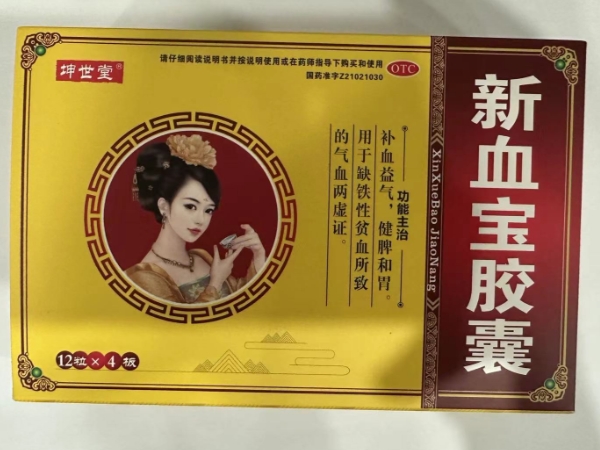 坤世堂®
请仔细阅读说明书并按说明使用或在药师指导下购买和使用
国药准字Z21021030
OTC
功能主治
补血益气，健脾和胃。
用于缺铁性贫血所致
的气血两虚证。
12粒×4板
新血宝胶囊
《XinXueBao JiaoNang》